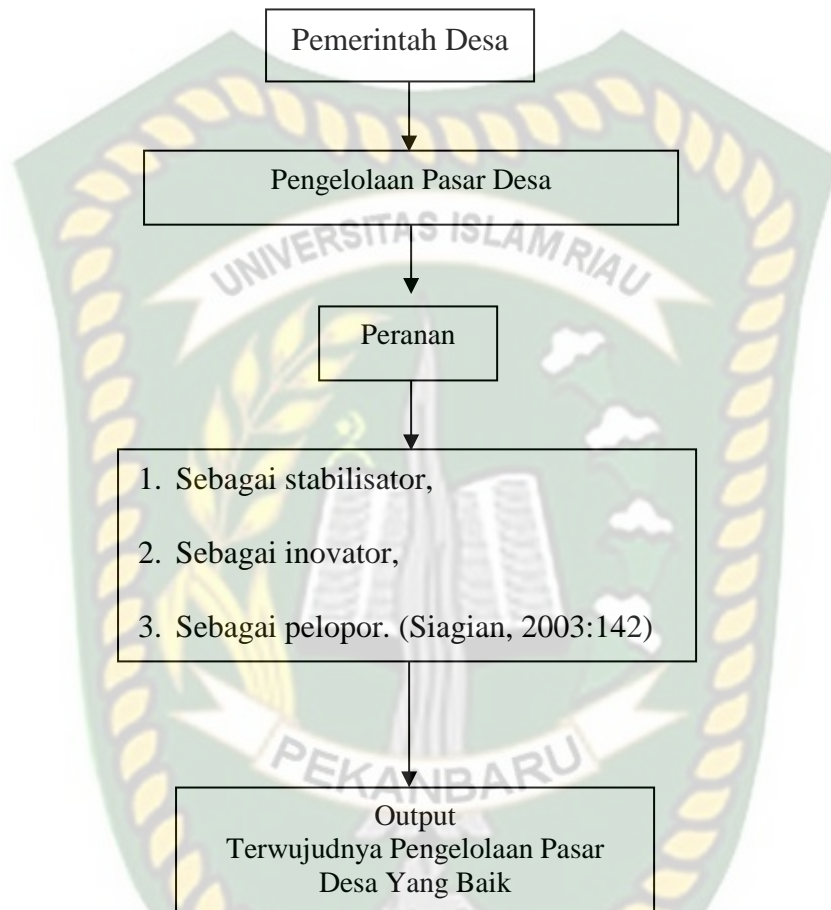 Pemerintah Desa
Pengelolaan Pasar Desa
UNIVERSITAS ISLAM RIAU
Peranan
1. Sebagai stabilisator,
2. Sebagai inovator,
3. Sebagai pelopor. (Siagian, 2003:142)
PEKANBARU
Output
Terwujudnya Pengelolaan Pasar
Desa Yang Baik